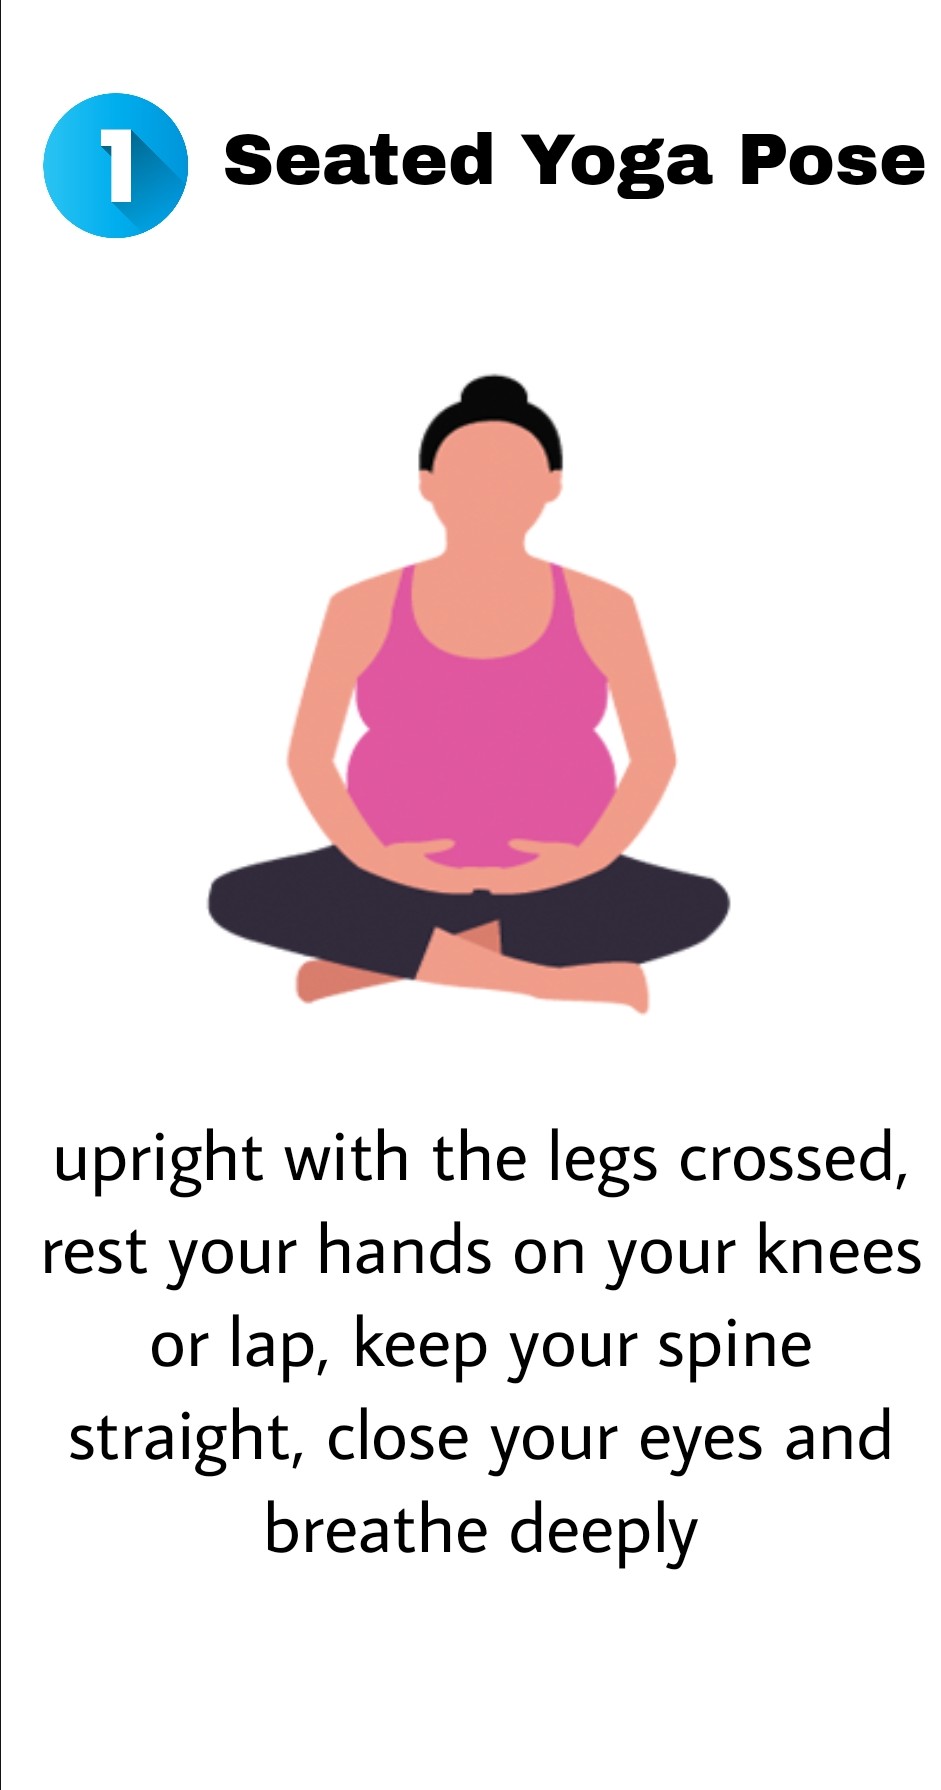 1 Seated Yoga Pose
upright with the legs crossed,
rest your hands on your knees
or lap, keep your spine
straight, close your eyes and
breathe deeply